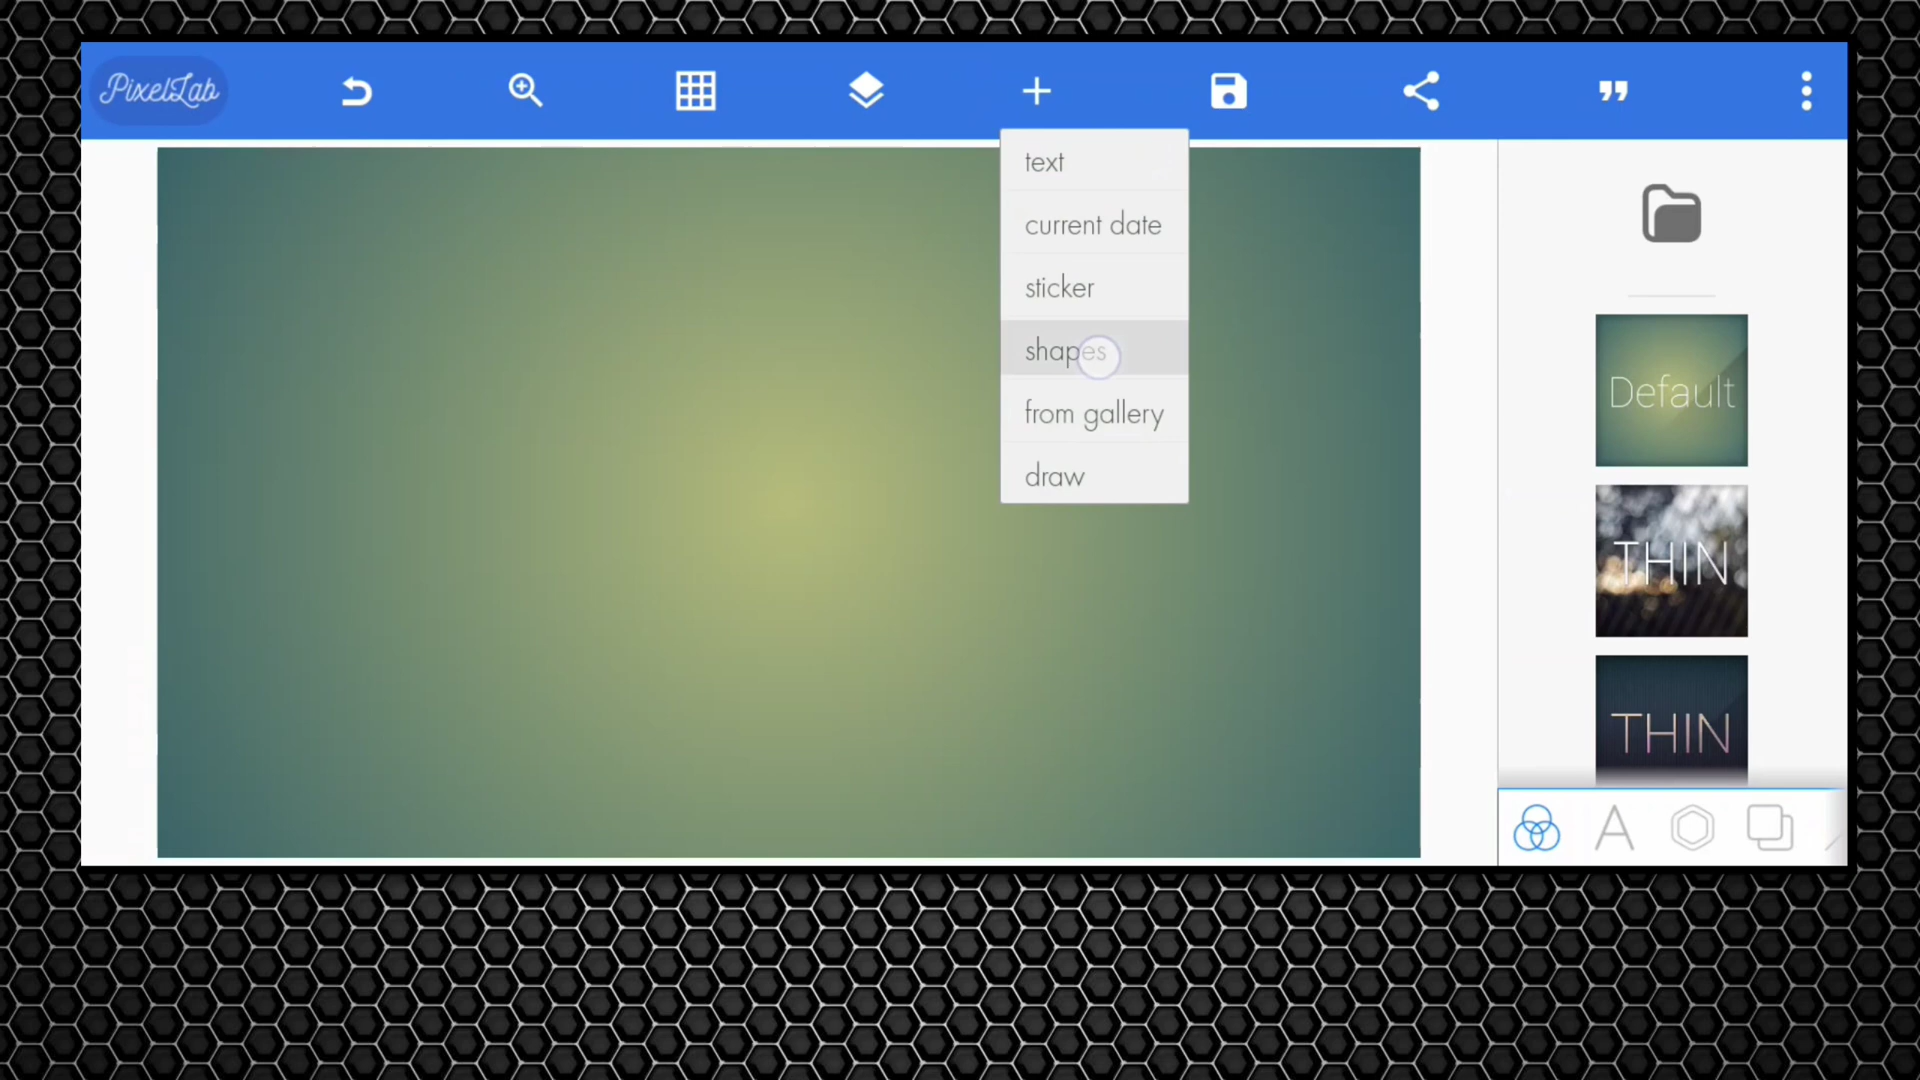 PixelLab
text
current date
sticker
shapes
from gallery
draw
Default
THIN
THIN
A